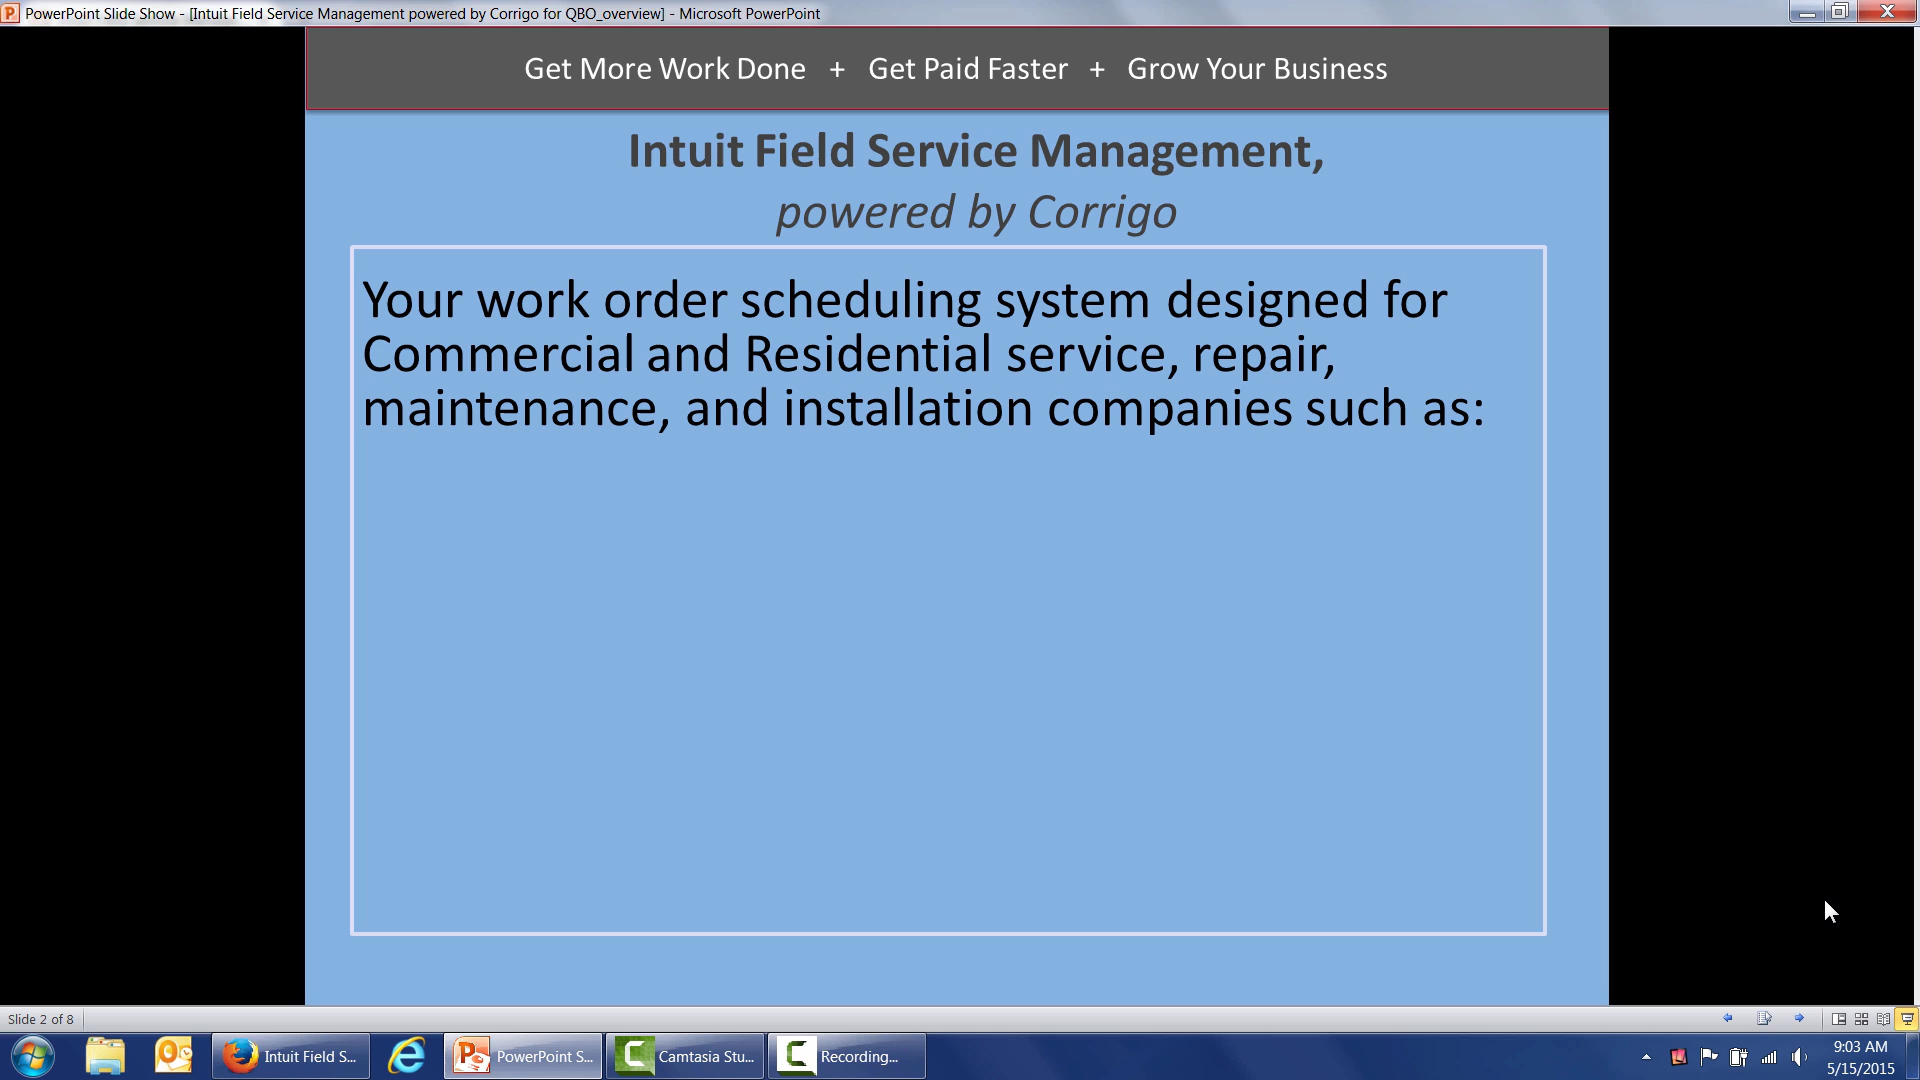 PowerPoint Slide Show - [Intuit Field Service Management powered by Corrigo for QBO_overview] - Microsoft PowerPoint
Get More Work Done + Get Paid Faster + Grow Your Business
Intuit Field Service Management,
powered by Corrigo
Your work order scheduling system designed for
Commercial and Residential service, repair,
maintenance, and installation companies such as:
Slide 2 of 8
Intuit Field S...
PowerPoint S...
Camtasia Stu...
Recording...
9:03 AM
5/15/2015